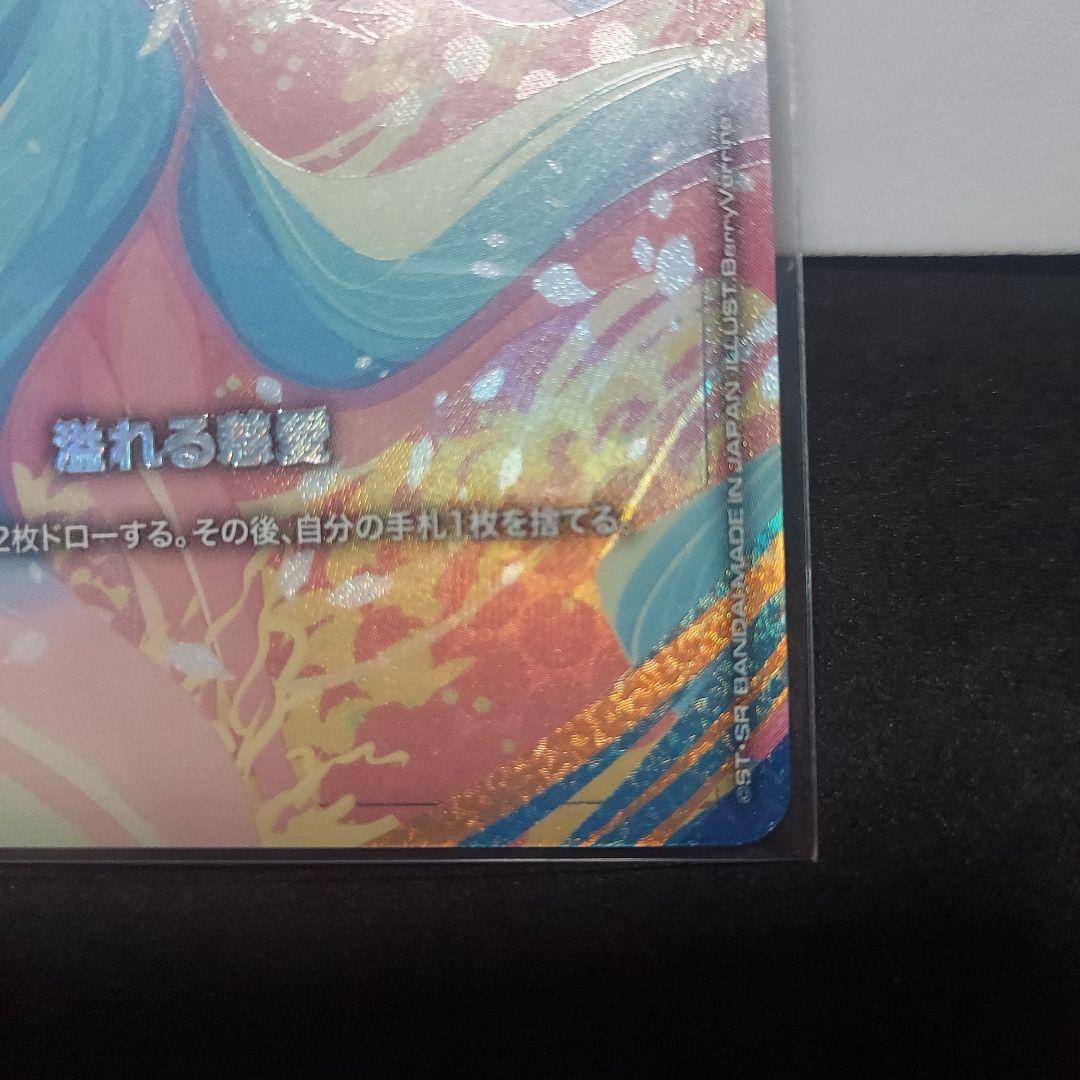 溢れる慈愛
2枚ドローする。その後、自分の手札1枚を捨てる。
©ST・SP BANDAI・MADE IN JAPAN ILLUST.BerryVerrine